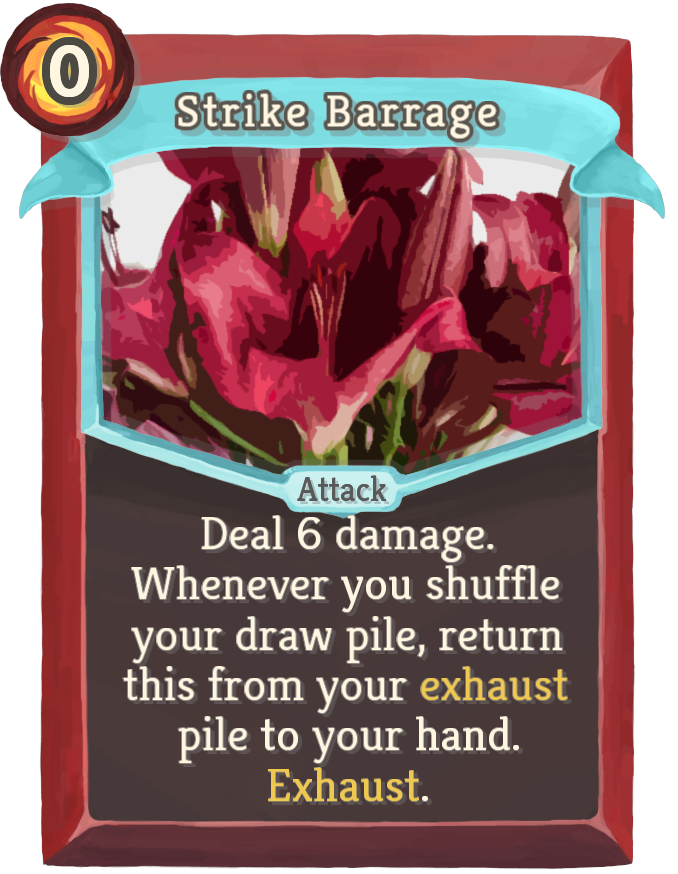 0
Strike Barrage
Attack
Deal 6 damage.
Whenever you shuffle
your draw pile, return
this from your exhaust
pile to your hand.
Exhaust.